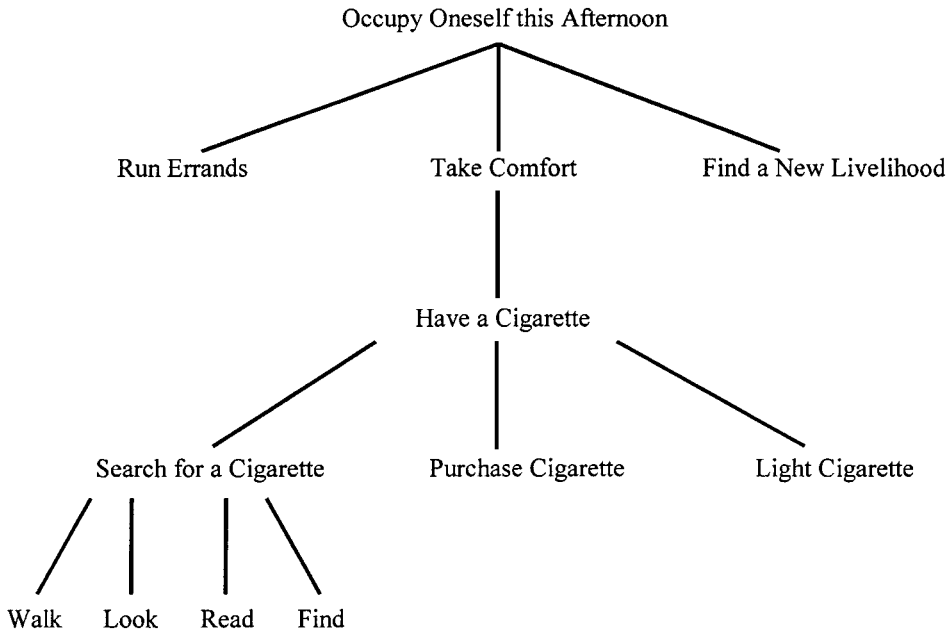 Occupy Oneself this Afternoon
Run Errands
Take Comfort
Find a New Livelihood
Have a Cigarette
Search for a Cigarette
Purchase Cigarette
Light Cigarette
Walk
Look
Read
Find